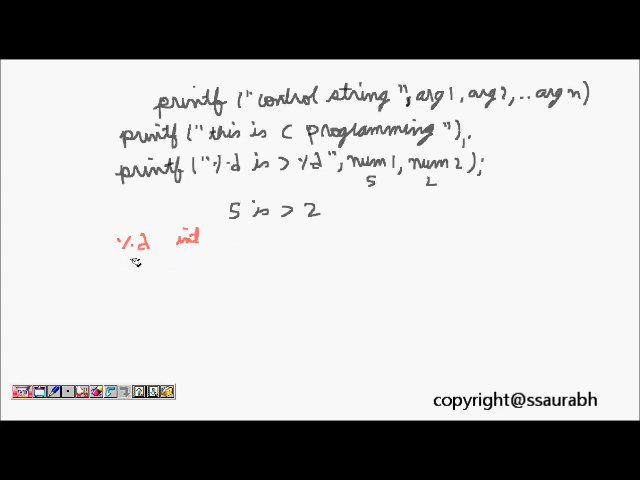 printf ("control string", arg1, arg2, .. arg n)
printf ("this is C programming");
printf ("%d is > %d", num1, num2);
5 2
5 is > 2
%d int
copyright@ssaurabh